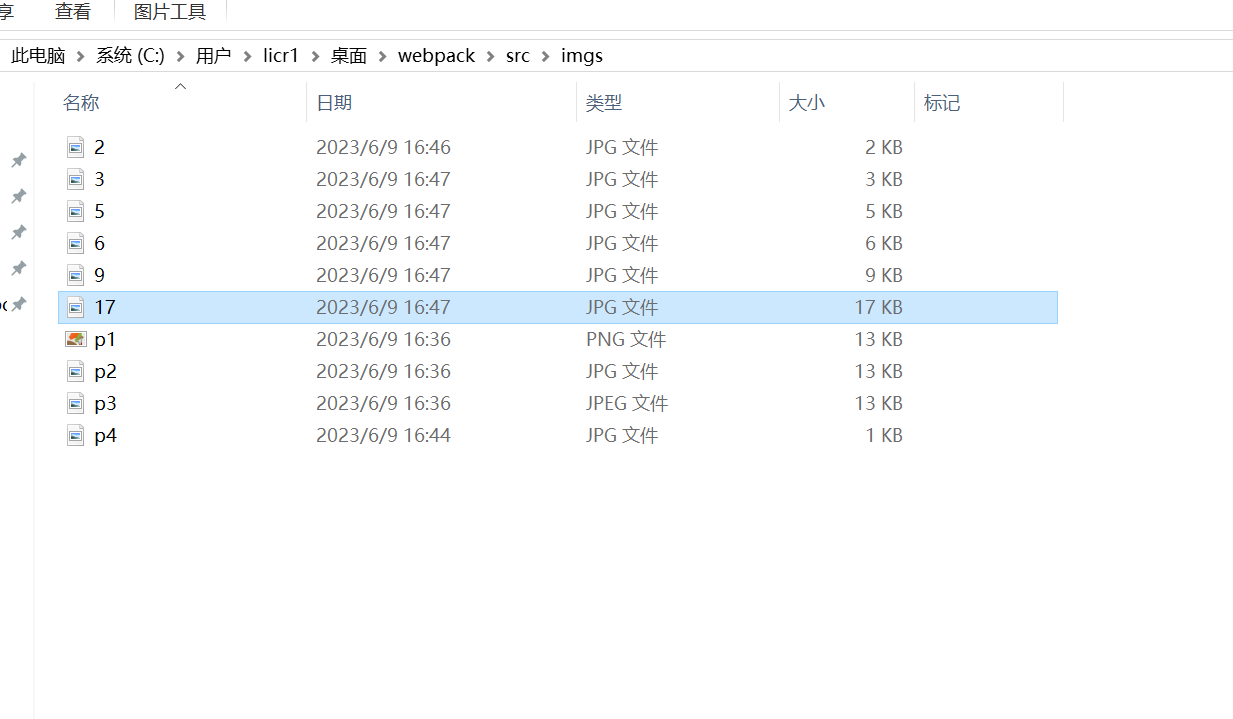 享 查看 图片工具
此电脑 系统 (C:) 用户 licr1 桌面 webpack src imgs
名称 日期 类型 大小 标记
2 2023/6/9 16:46 JPG 文件 2 KB
3 2023/6/9 16:47 JPG 文件 3 KB
5 2023/6/9 16:47 JPG 文件 5 KB
6 2023/6/9 16:47 JPG 文件 6 KB
9 2023/6/9 16:47 JPG 文件 9 KB
17 2023/6/9 16:47 JPG 文件 17 KB
p1 2023/6/9 16:36 PNG 文件 13 KB
p2 2023/6/9 16:36 JPG 文件 13 KB
p3 2023/6/9 16:36 JPEG 文件 13 KB
p4 2023/6/9 16:44 JPG 文件 1 KB